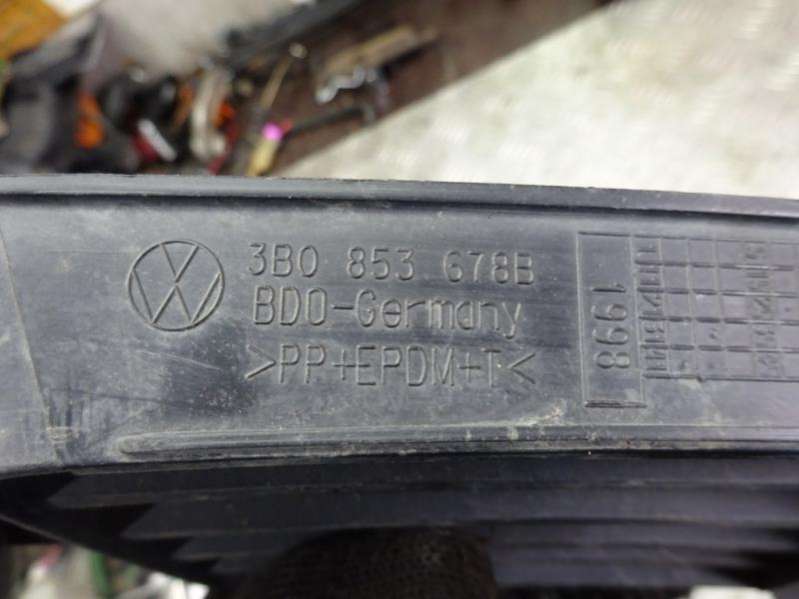 3B0 853 678B
BDO-Germany
>PP+EPDM+T<
1998